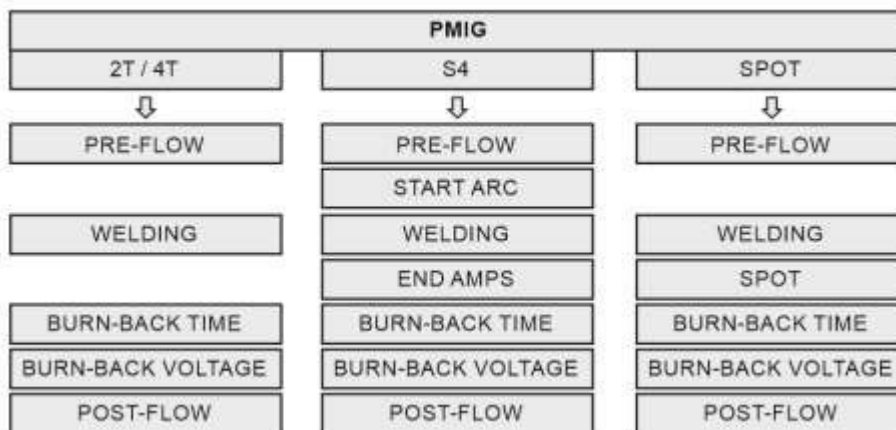 PMIG
2T / 4T S4 SPOT
PRE-FLOW PRE-FLOW PRE-FLOW
START ARC
WELDING WELDING WELDING
END AMPS SPOT
BURN-BACK TIME BURN-BACK TIME BURN-BACK TIME
BURN-BACK VOLTAGE BURN-BACK VOLTAGE BURN-BACK VOLTAGE
POST-FLOW POST-FLOW POST-FLOW